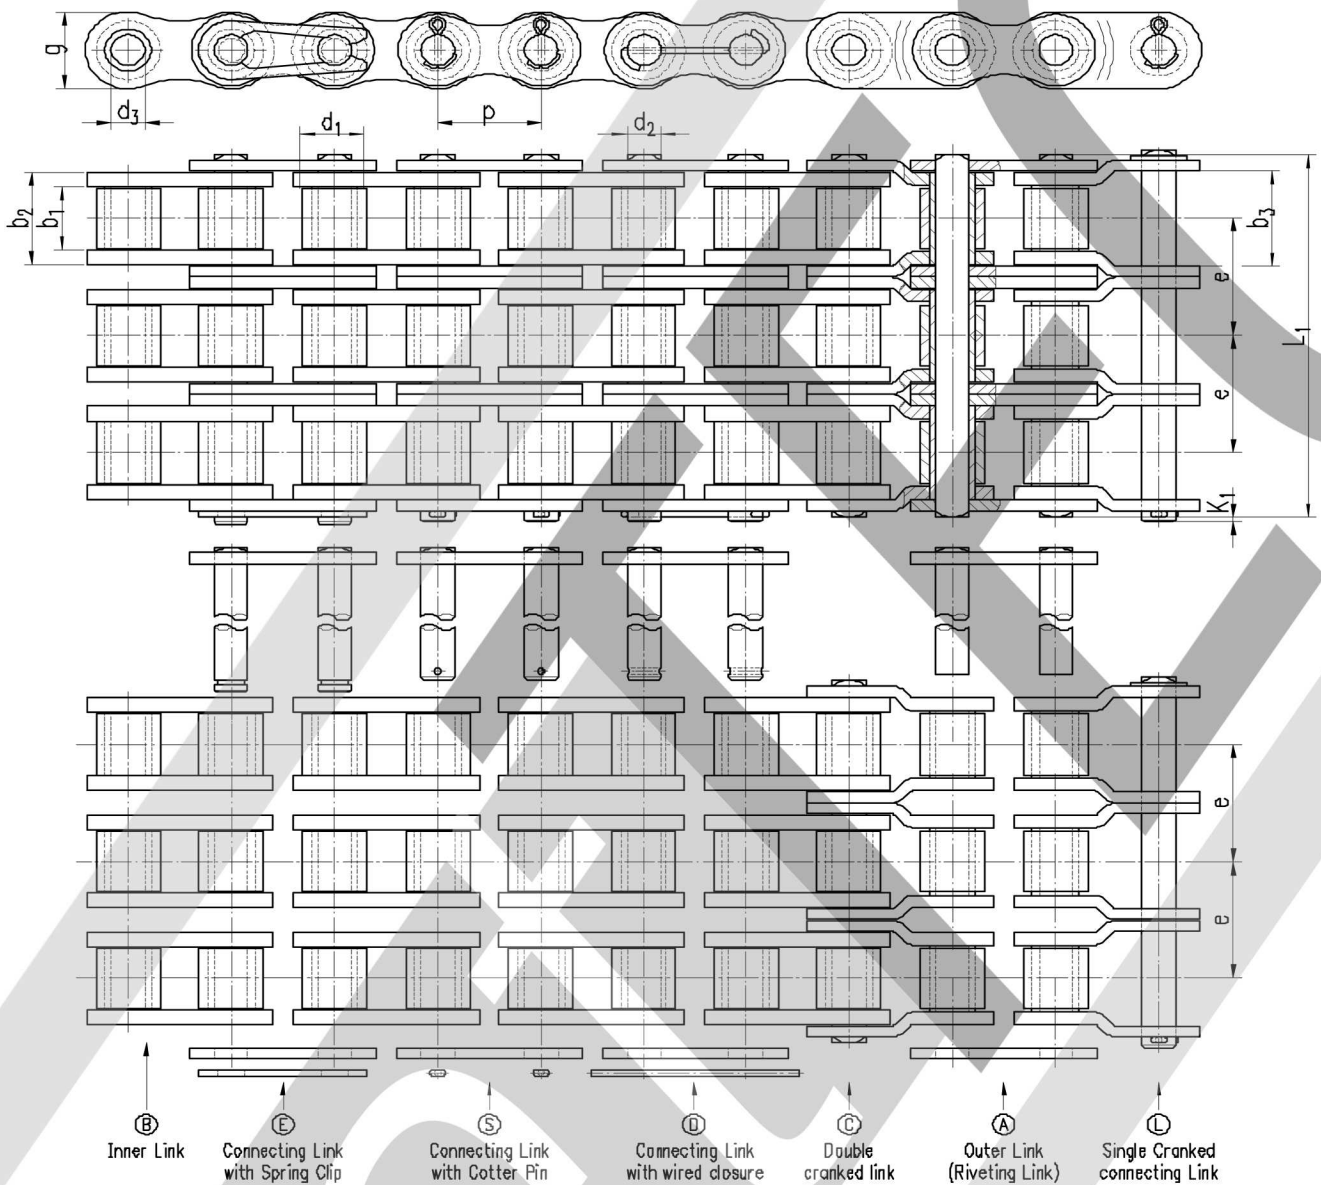 g
d3
d1
p
d2
b2
b1
b3
e
L1
e
K1
e
e
B
E
S
D
C
A
L
Inner Link
Connecting Link
with Spring Clip
Connecting Link
with Cotter Pin
Connecting Link
with wired closure
Double
cranked link
Outer Link
(Riveting Link)
Single Cranked
connecting Link